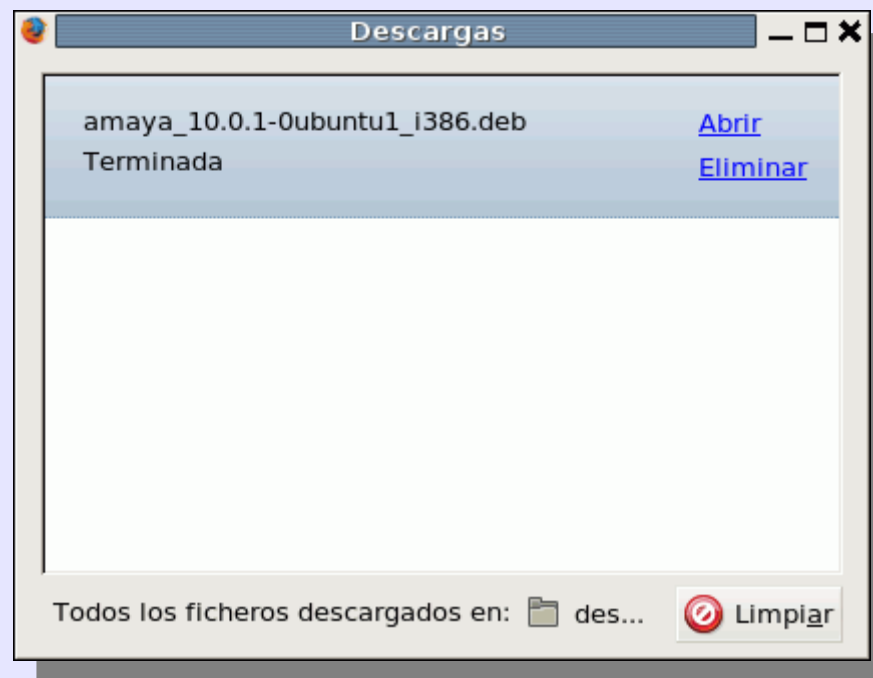 Descargas
amaya_10.0.1-0ubuntu1_i386.deb
Abrir
Terminada
Eliminar
Todos los ficheros descargados en: des...
Limpiar